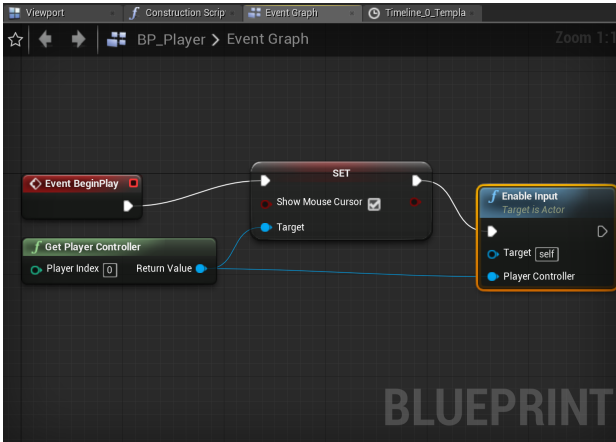 Viewport
Construction Scrip
Event Graph
Timeline_0_Templa
BP_Player > Event Graph
Zoom 1:1
Event BeginPlay
SET
Show Mouse Cursor
Target
Get Player Controller
Player Index 0
Return Value
Enable Input
Target is Actor
Target self
Player Controller
BLUEPRINT